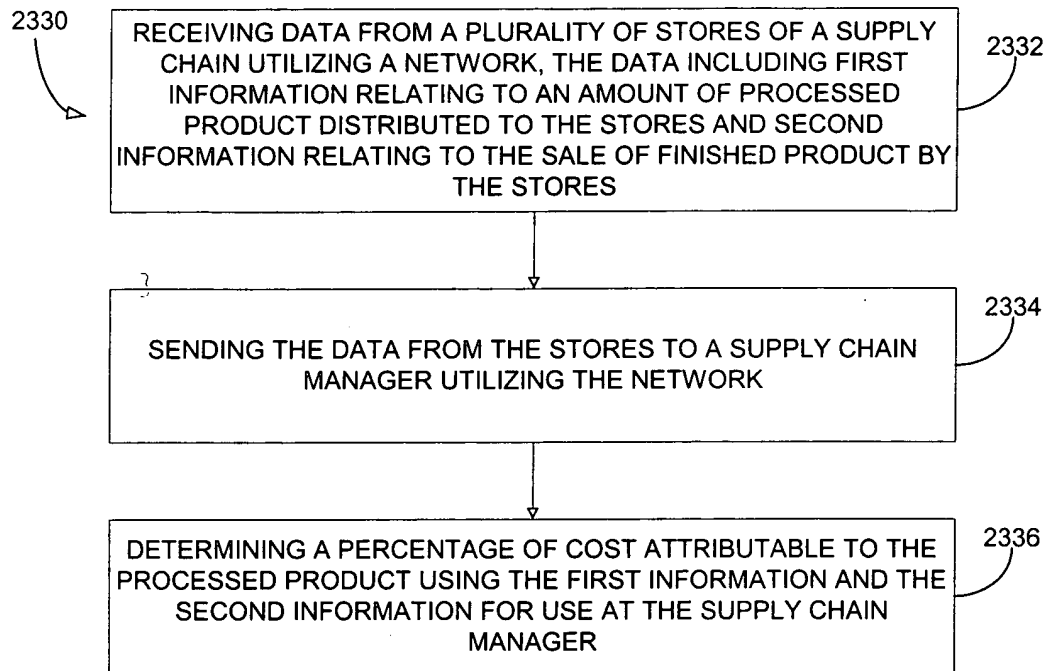 2330
RECEIVING DATA FROM A PLURALITY OF STORES OF A SUPPLY
CHAIN UTILIZING A NETWORK, THE DATA INCLUDING FIRST
INFORMATION RELATING TO AN AMOUNT OF PROCESSED
PRODUCT DISTRIBUTED TO THE STORES AND SECOND
INFORMATION RELATING TO THE SALE OF FINISHED PRODUCT BY
THE STORES
2332
SENDING THE DATA FROM THE STORES TO A SUPPLY CHAIN
MANAGER UTILIZING THE NETWORK
2334
DETERMINING A PERCENTAGE OF COST ATTRIBUTABLE TO THE
PROCESSED PRODUCT USING THE FIRST INFORMATION AND THE
SECOND INFORMATION FOR USE AT THE SUPPLY CHAIN
MANAGER
2336